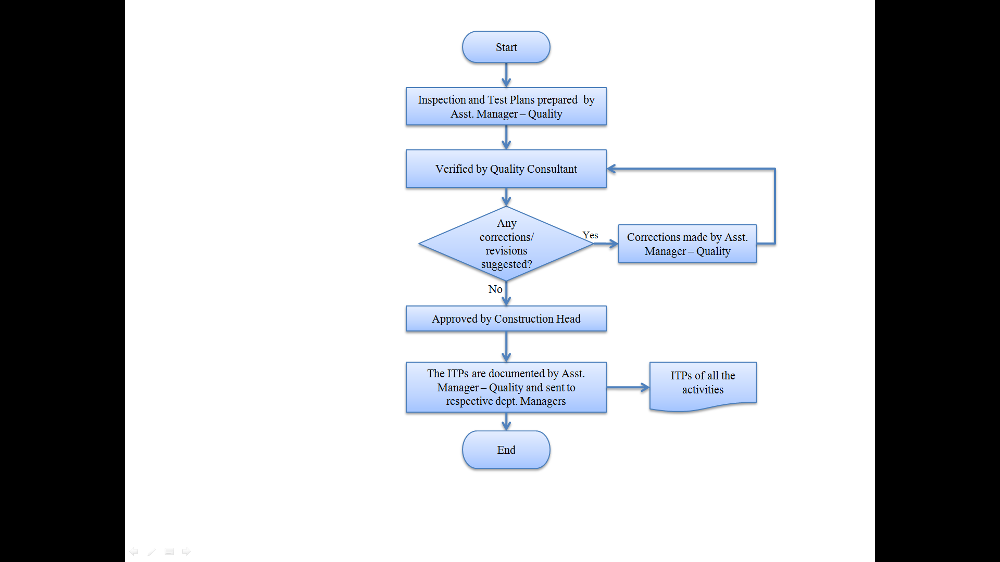 Start
Inspection and Test Plans prepared by
Asst. Manager – Quality
Verified by Quality Consultant
Any
corrections/
revisions
suggested?
Yes
Corrections made by Asst.
Manager – Quality
No
Approved by Construction Head
The ITPs are documented by Asst.
Manager – Quality and sent to
respective dept. Managers
ITPs of all the
activities
End